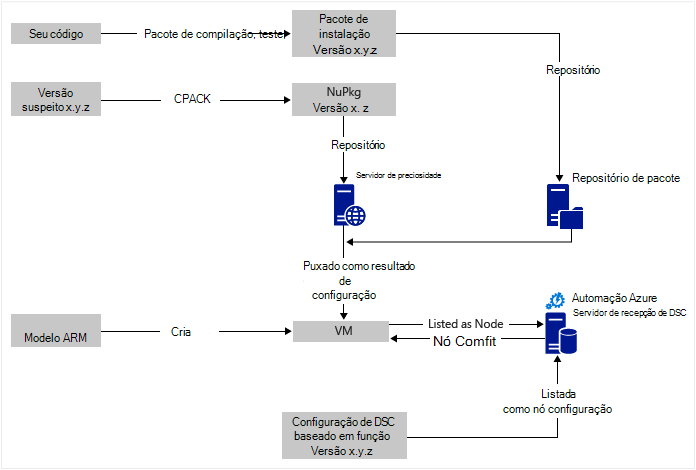 Seu código
Pacote de compilação, teste
Pacote de
instalação
Versão x.y.z
Repositório
Versão
suspeito x.y.z
CPACK
NuPkg
Versão x. z
Repositório
Servidor de preciosidade
Repositório de pacote
Puxado como resultado
de
configuração
Automação Azure
Servidor de recepção de DSC
Modelo ARM
Cria
VM
Listed as Node
Nó Comfit
Listada
como nó configuração
Configuração de DSC
baseado em função
Versão x.y.z